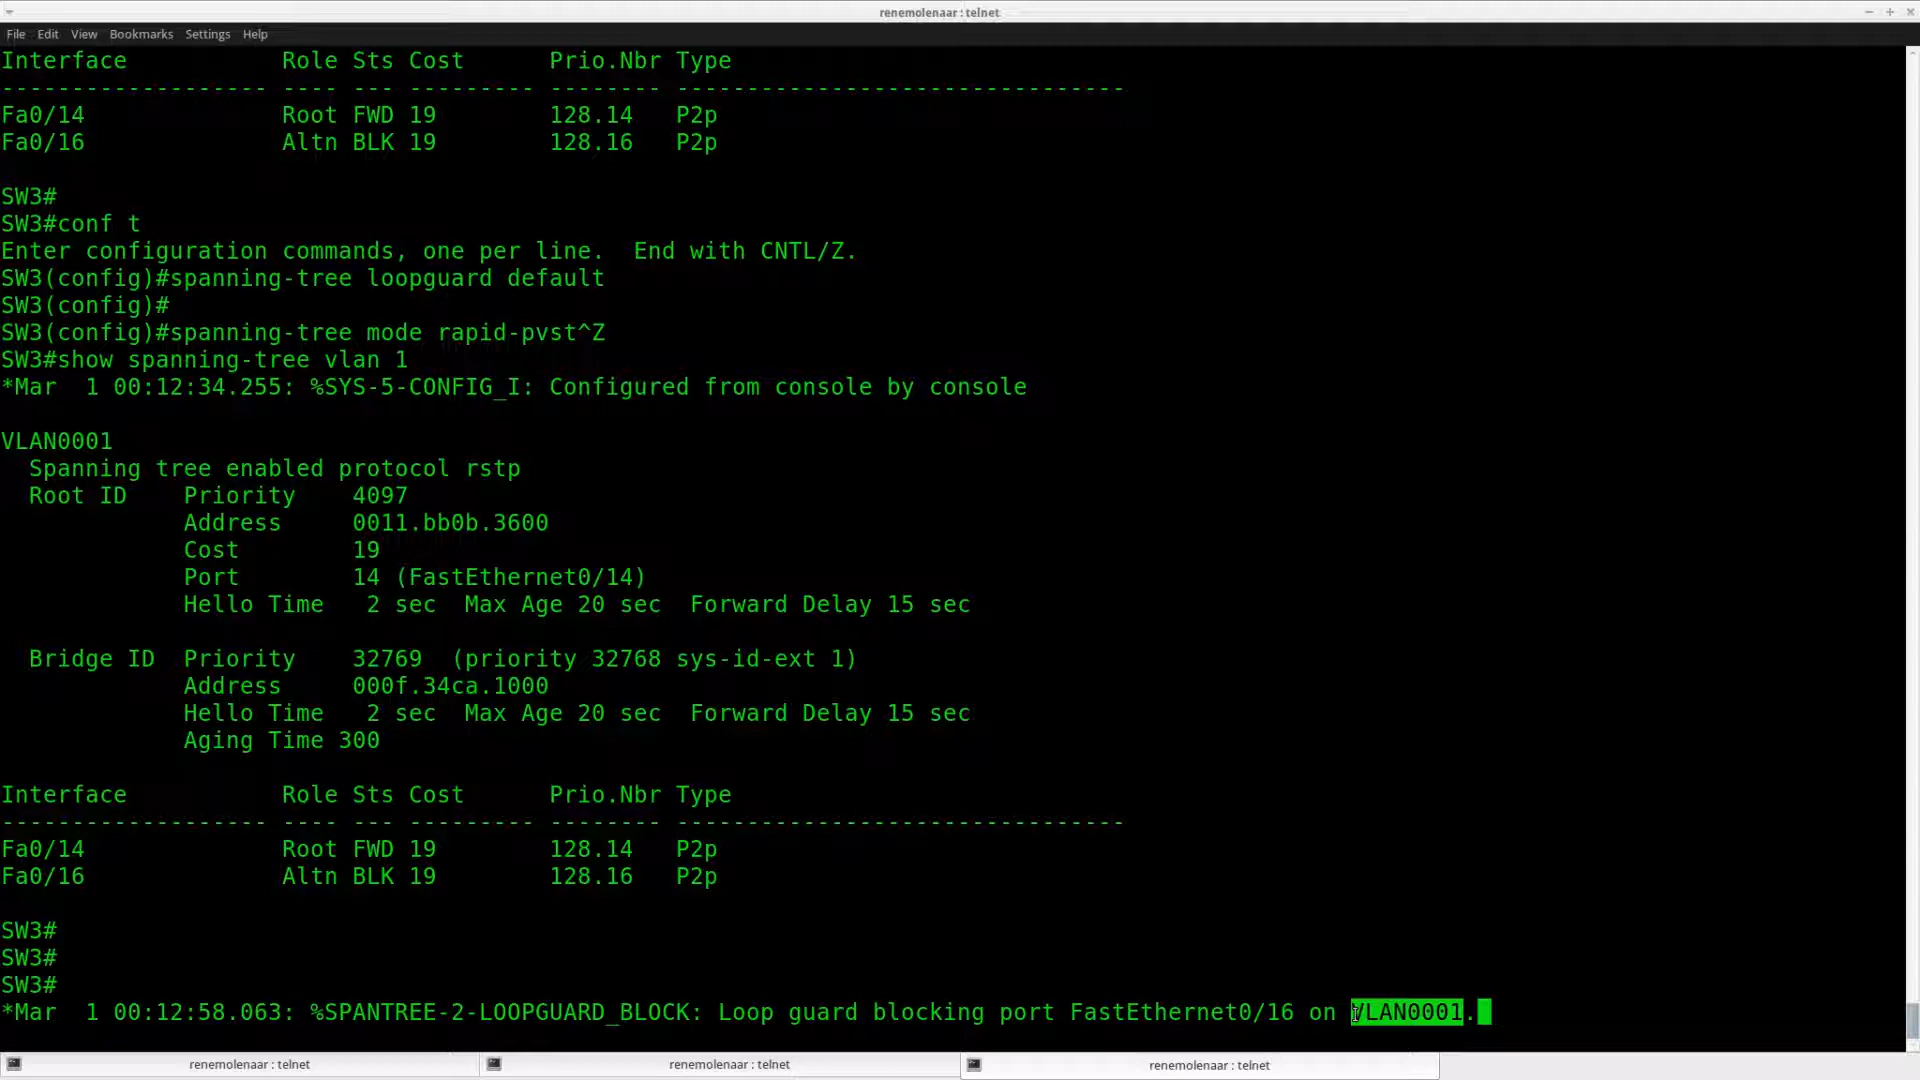 renemolenaar : telnet
File Edit View Bookmarks Settings Help
Interface           Role Sts Cost      Prio.Nbr Type
------------------- ---- --- --------- -------- --------------------------------
Fa0/14              Root FWD 19        128.14   P2p
Fa0/16              Altn BLK 19        128.16   P2p
SW3#
SW3#conf t
Enter configuration commands, one per line.  End with CNTL/Z.
SW3(config)#spanning-tree loopguard default
SW3(config)#
SW3(config)#spanning-tree mode rapid-pvst^Z
SW3#show spanning-tree vlan 1
*Mar  1 00:12:34.255: %SYS-5-CONFIG_I: Configured from console by console
VLAN0001
  Spanning tree enabled protocol rstp
  Root ID    Priority    4097
             Address     0011.bb0b.3600
             Cost        19
             Port        14 (FastEthernet0/14)
             Hello Time   2 sec  Max Age 20 sec  Forward Delay 15 sec
  Bridge ID  Priority    32769  (priority 32768 sys-id-ext 1)
             Address     000f.34ca.1000
             Hello Time   2 sec  Max Age 20 sec  Forward Delay 15 sec
             Aging Time 300
Interface           Role Sts Cost      Prio.Nbr Type
------------------- ---- --- --------- -------- --------------------------------
Fa0/14              Root FWD 19        128.14   P2p
Fa0/16              Altn BLK 19        128.16   P2p
SW3#
SW3#
SW3#
*Mar  1 00:12:58.063: %SPANTREE-2-LOOPGUARD_BLOCK: Loop guard blocking port FastEthernet0/16 on VLAN0001.
renemolenaar : telnet renemolenaar : telnet renemolenaar : telnet